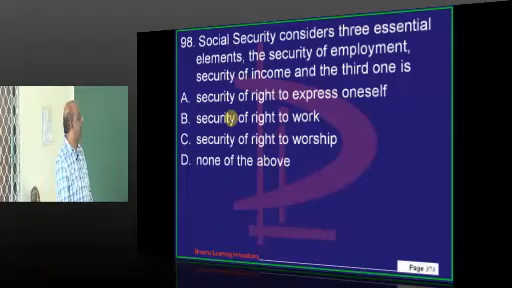 98. Social Security considers three essential
elements, the security of employment,
security of income and the third one is
A. security of right to express oneself
B. security of right to work
C. security of right to worship
D. none of the above
Page